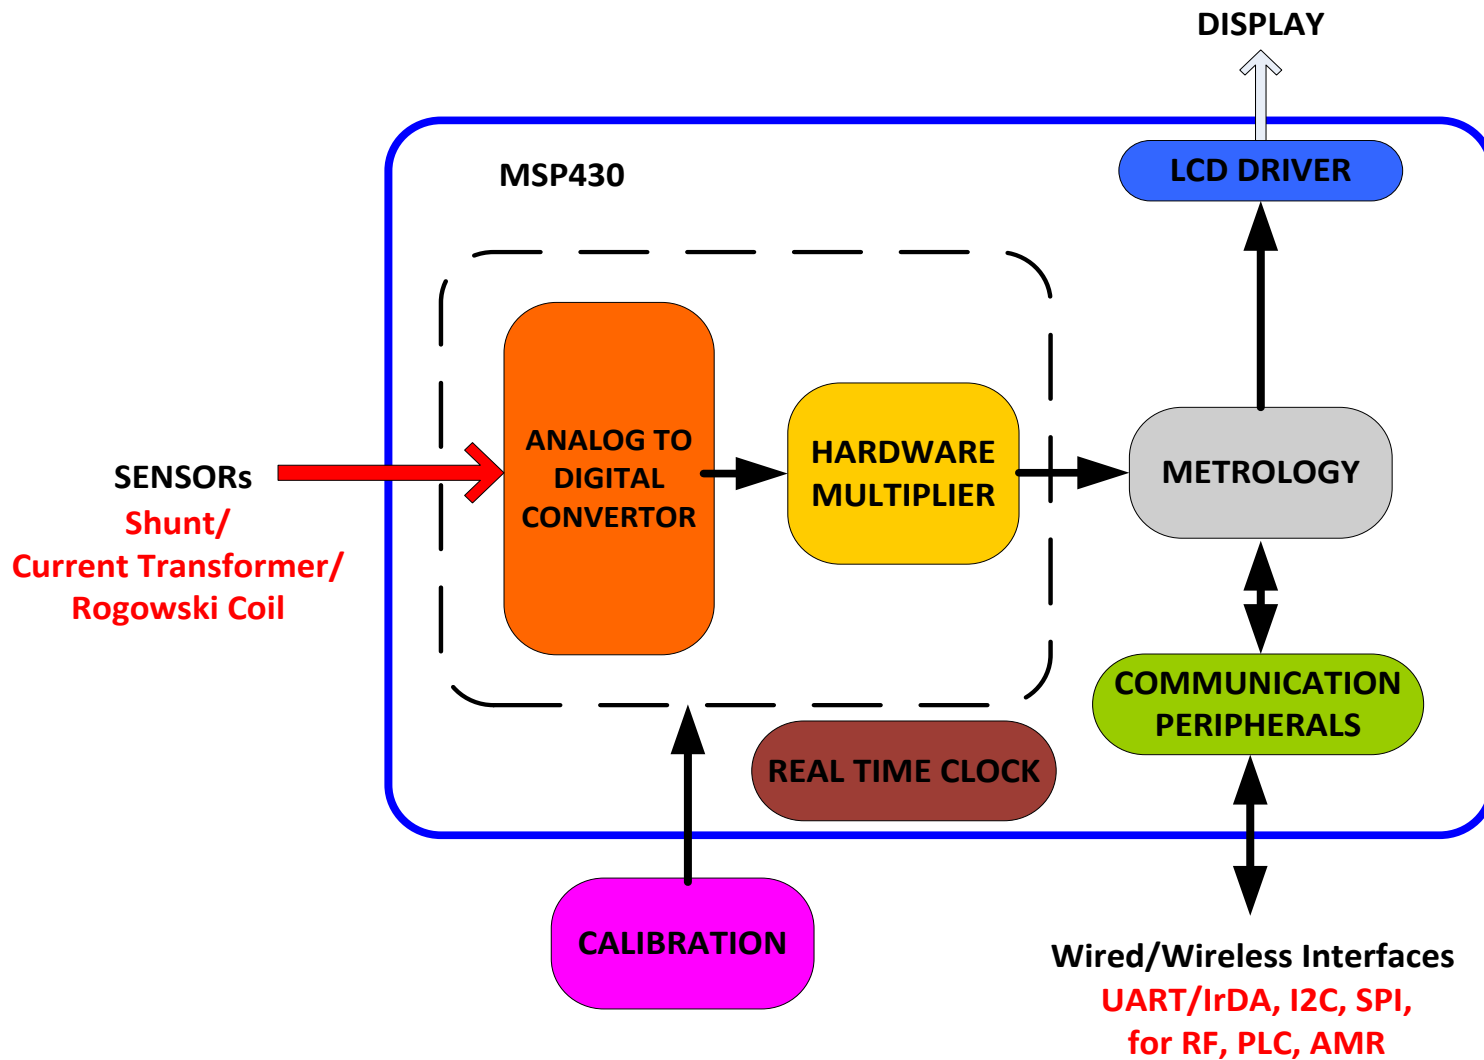 DISPLAY
LCD DRIVER
MSP430
ANALOG TO
DIGITAL
CONVERTOR
HARDWARE
MULTIPLIER
METROLOGY
SENSORs
Shunt/
Current Transformer/
Rogowski Coil
COMMUNICATION
PERIPHERALS
REAL TIME CLOCK
CALIBRATION
Wired/Wireless Interfaces
UART/IrDA, I2C, SPI,
for RF, PLC, AMR